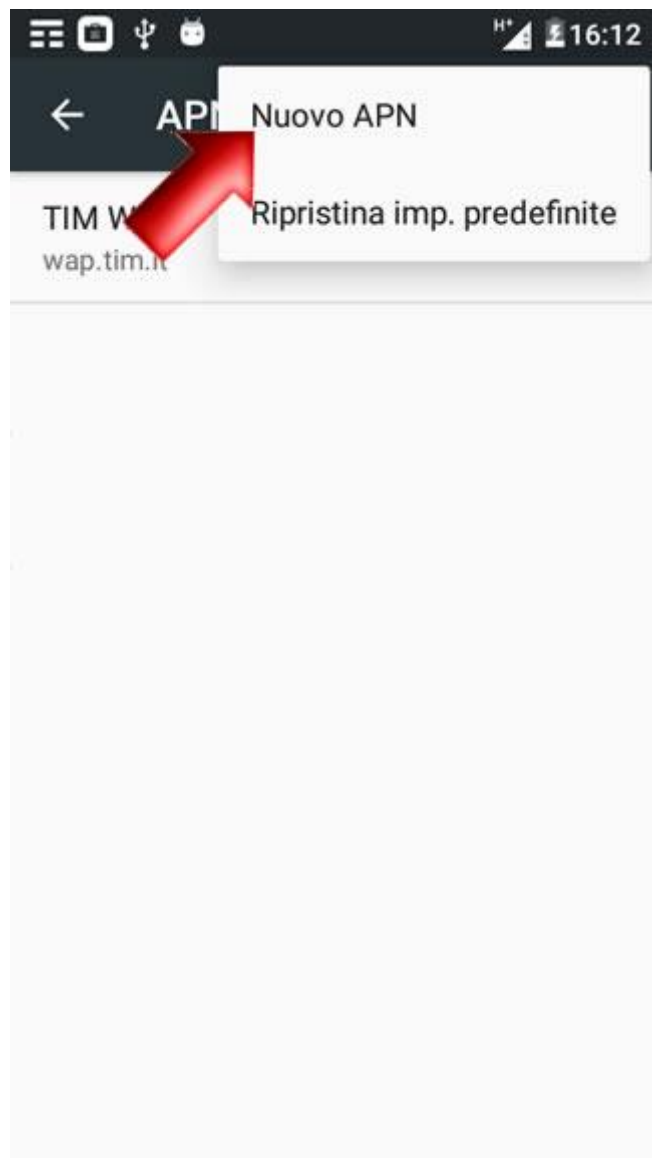 16:12
APN
Nuovo APN
Ripristina imp. predefinite
TIM W
wap.tim.it